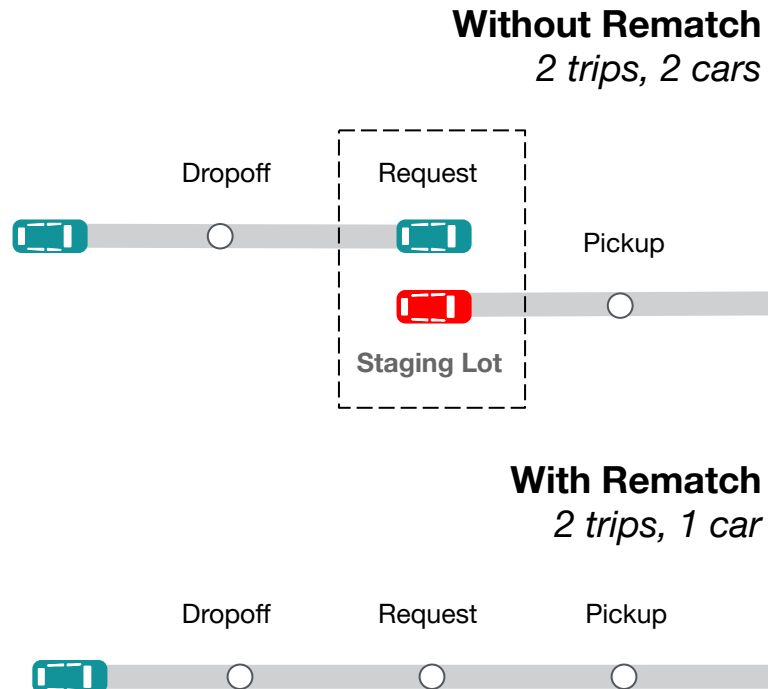 Without Rematch
2 trips, 2 cars
Dropoff
Request
Pickup
Staging Lot
With Rematch
2 trips, 1 car
Dropoff
Request
Pickup